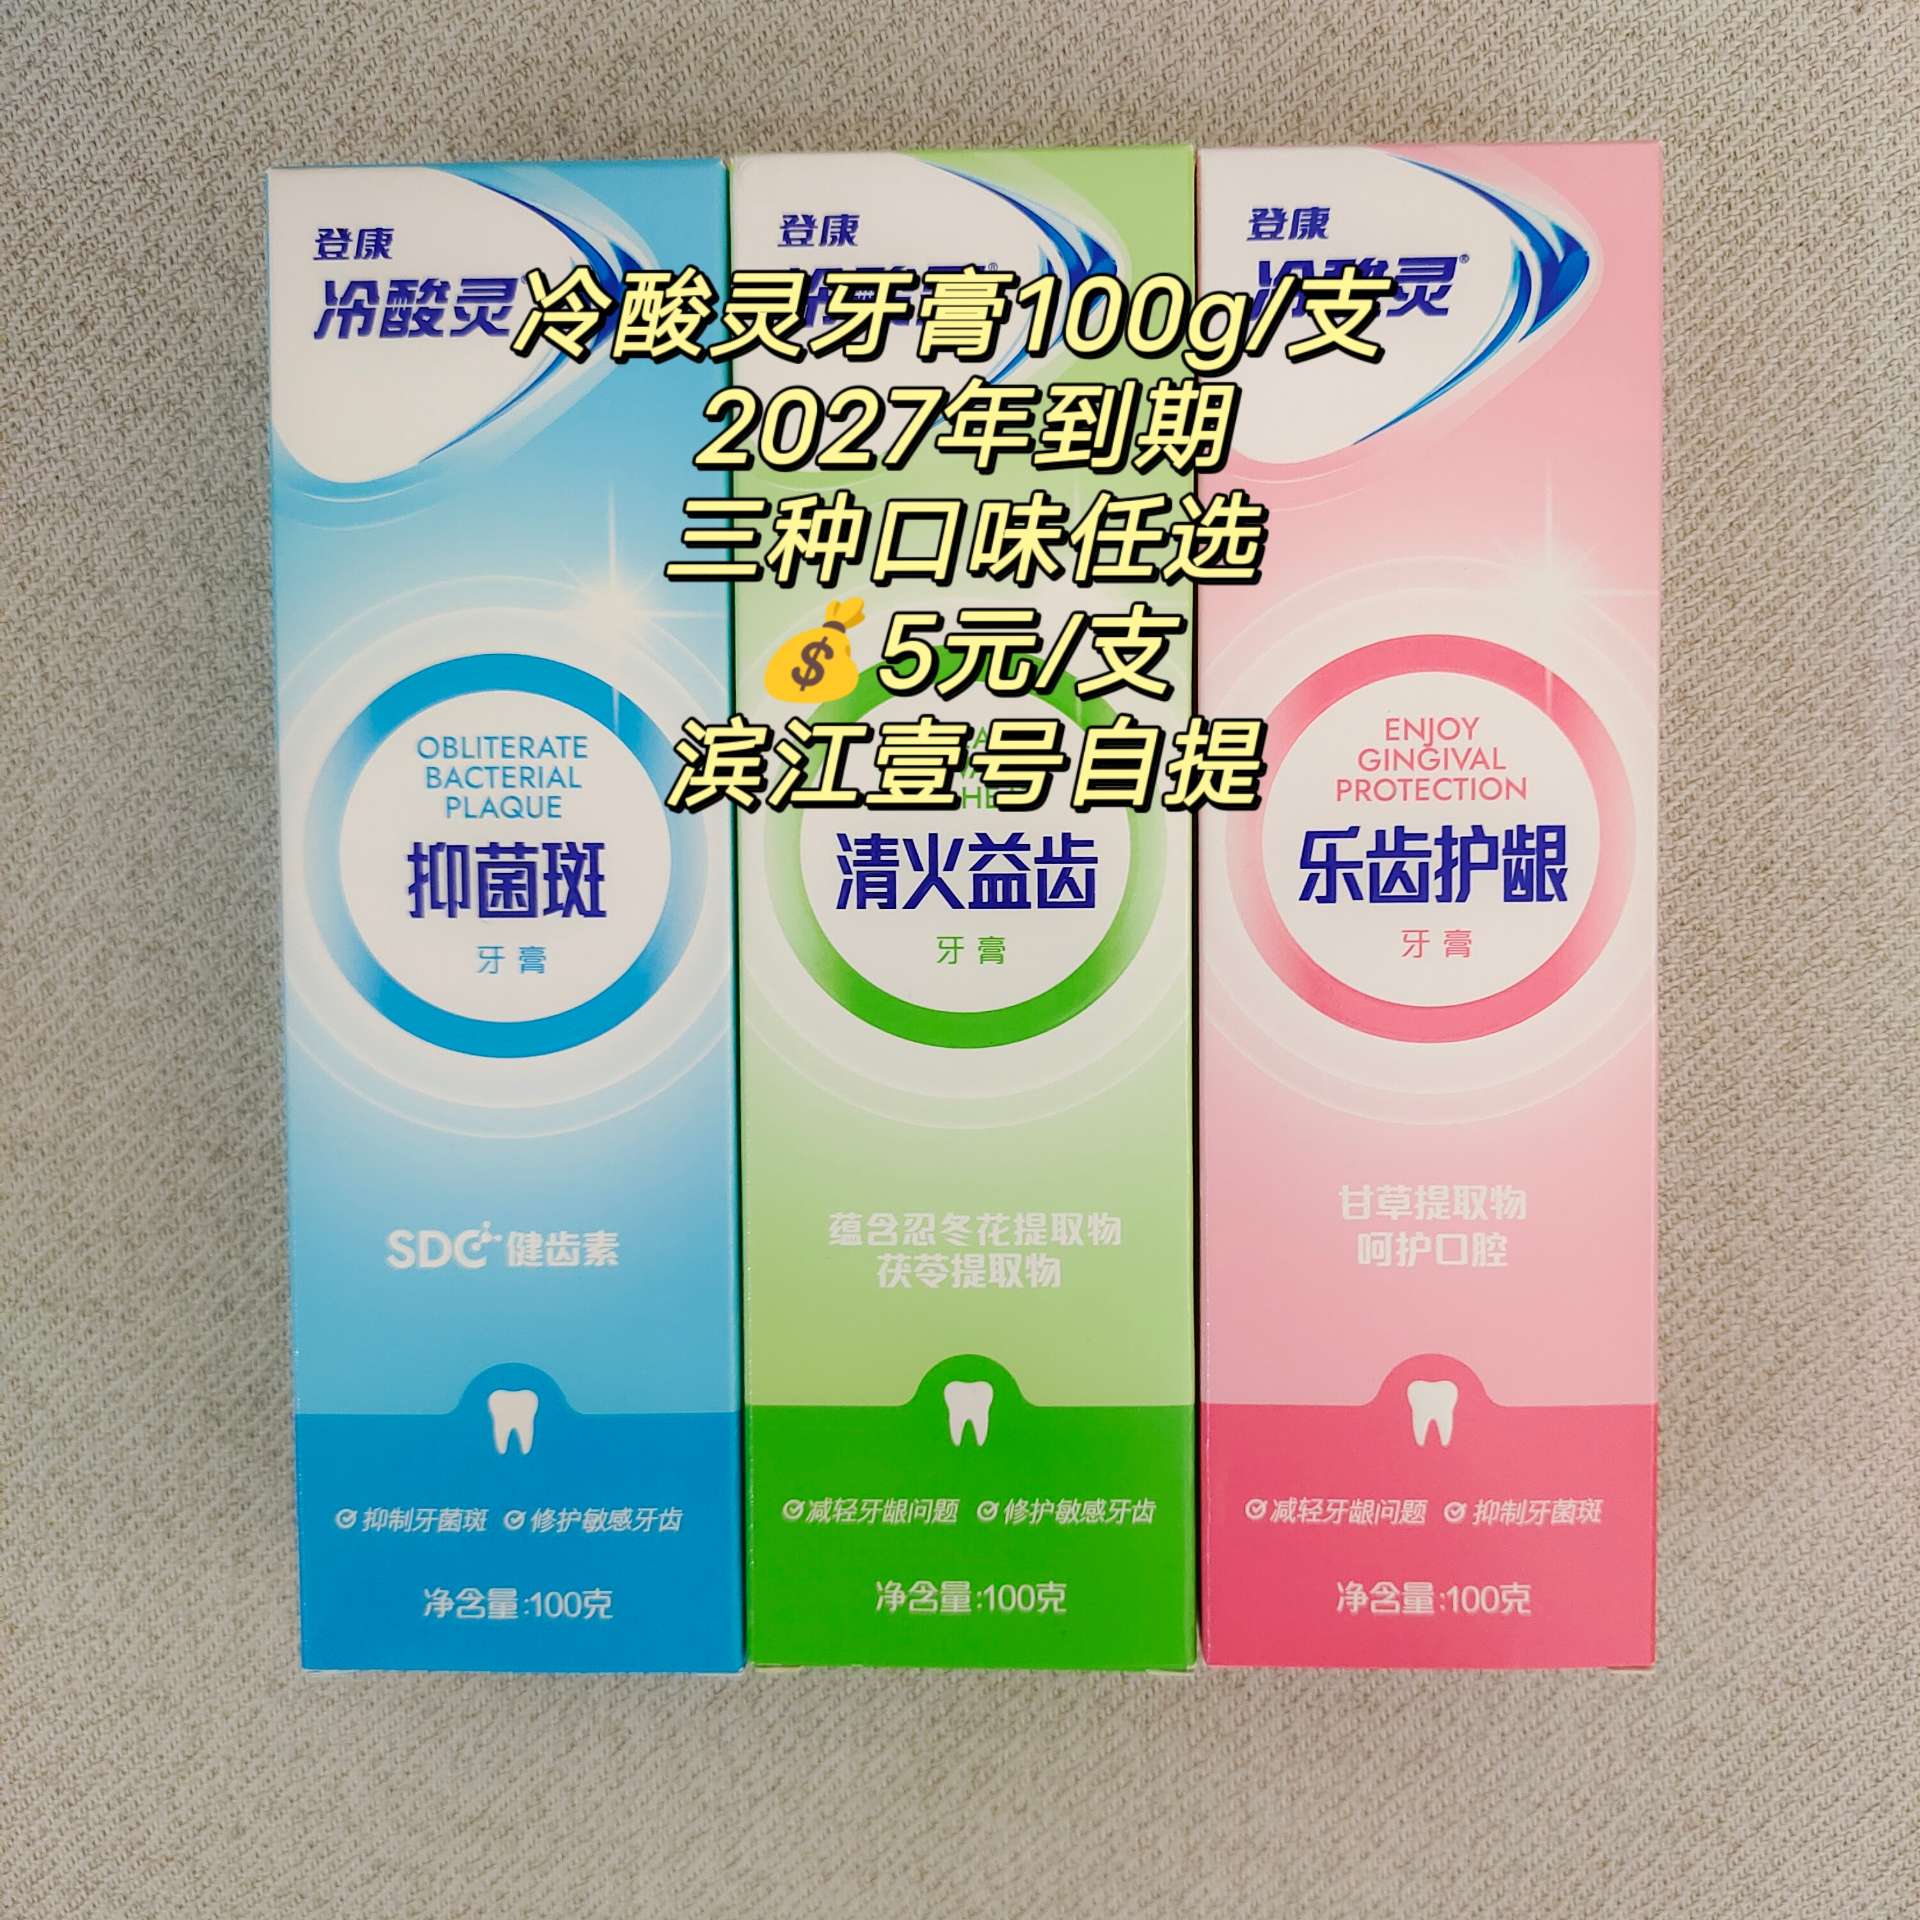 冷酸灵牙膏100g/支
2027年到期
三种口味任选
💰5元/支
滨江壹号自提
登康
冷酸灵
OBLITERATE
BACTERIAL
PLAQUE
抑菌斑
牙膏
SDC 健齿素
抑制牙菌斑 修护敏感牙齿
净含量:100克
登康
清火益齿
牙膏
蕴含忍冬花提取物
茯苓提取物
减轻牙龈问题 修护敏感牙齿
净含量:100克
登康
冷酸灵®
ENJOY
GINGIVAL
PROTECTION
乐齿护龈
牙膏
甘草提取物
呵护口腔
减轻牙龈问题 抑制牙菌斑
净含量:100克